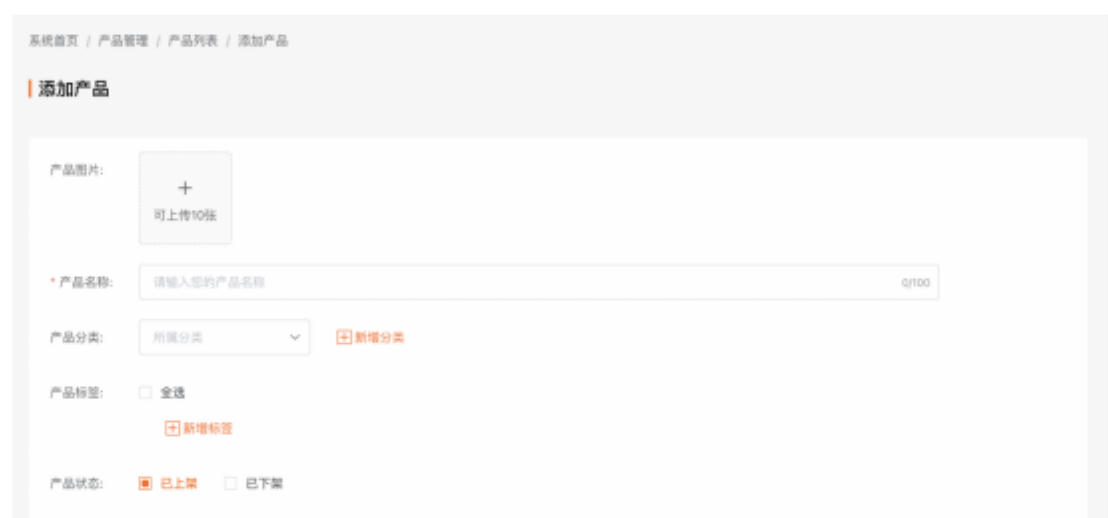 系统首页 / 产品管理 / 产品列表 / 添加产品
添加产品
产品图片:
可上传10张
* 产品名称: 请输入您的产品名称 0/100
产品分类: 所属分类 新增分类
产品标签: 全选
新增标签
产品状态: 已上架 已下架